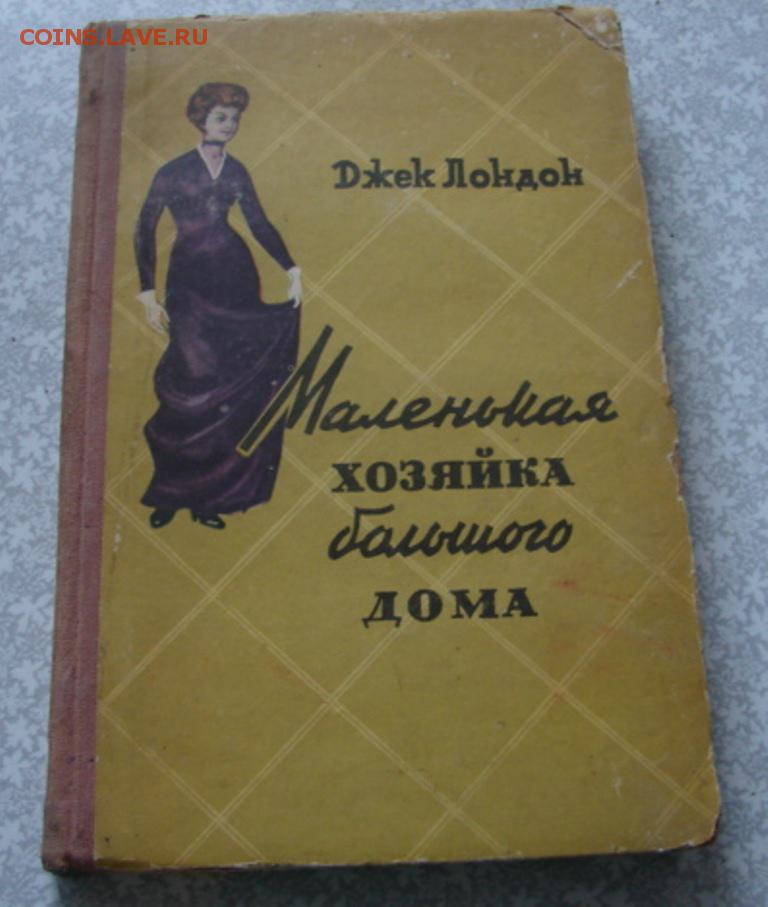 COINS.LAVE.RU
Джек Лондон
Маленькая
ХОЗЯЙКА
большого
ДОМА